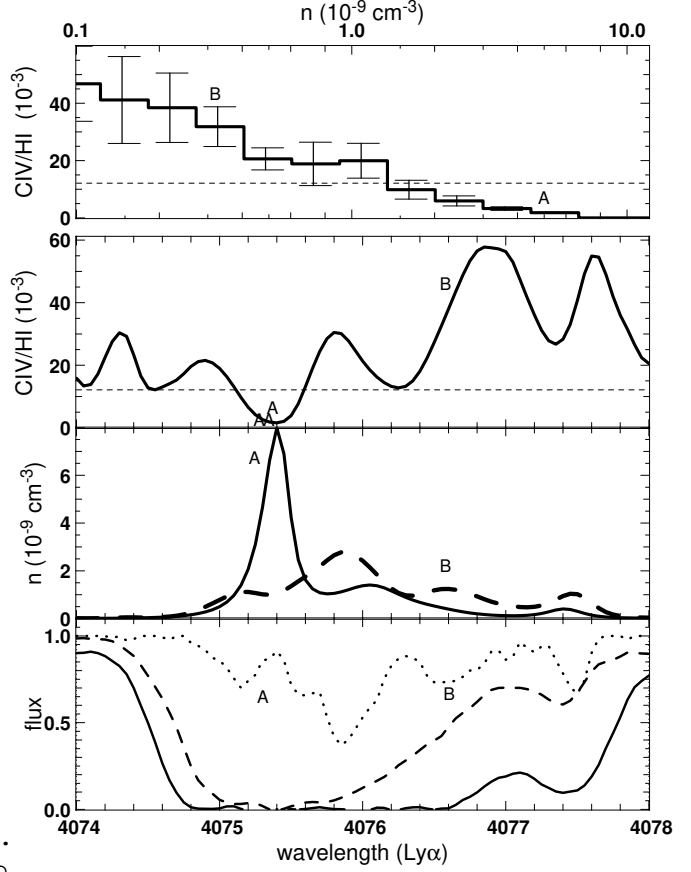 n (10-9 cm-3)
0.1 1.0 10.0
CIV/HI (10-3)
40
20
0
B
A
CIV/HI (10-3)
60
40
20
0
B
A
AA
n (10-9 cm-3)
6
4
2
0
A
B
flux
1.0
0.5
0.0
A
B
4074 4075 4076 4077 4078
wavelength (Lyα)